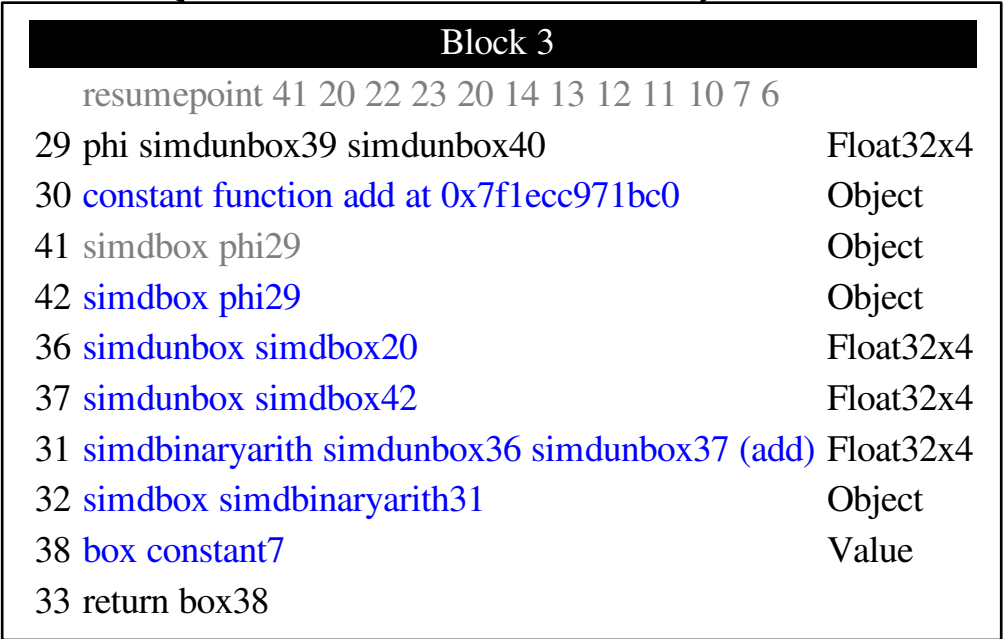 Block 3
resumepoint 41 20 22 23 20 14 13 12 11 10 7 6
29 phi simdunbox39 simdunbox40 Float32x4
30 constant function add at 0x7f1ecc971bc0 Object
41 simdbox phi29 Object
42 simdbox phi29 Object
36 simdunbox simdbox20 Float32x4
37 simdunbox simdbox42 Float32x4
31 simdbinaryarith simdunbox36 simdunbox37 (add) Float32x4
32 simdbox simdbinaryarith31 Object
38 box constant7 Value
33 return box38